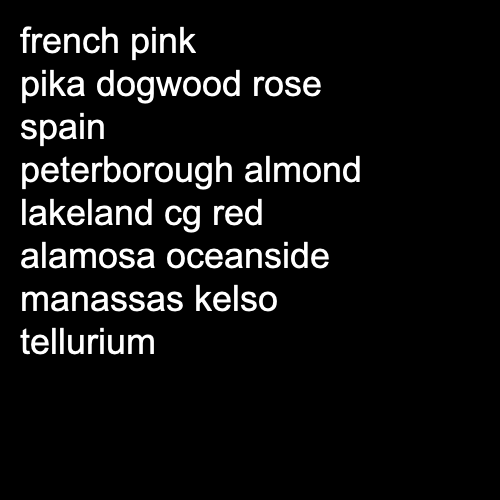 french pink
pika dogwood rose
spain
peterborough almond
lakeland cg red
alamosa oceanside
manassas kelso
tellurium